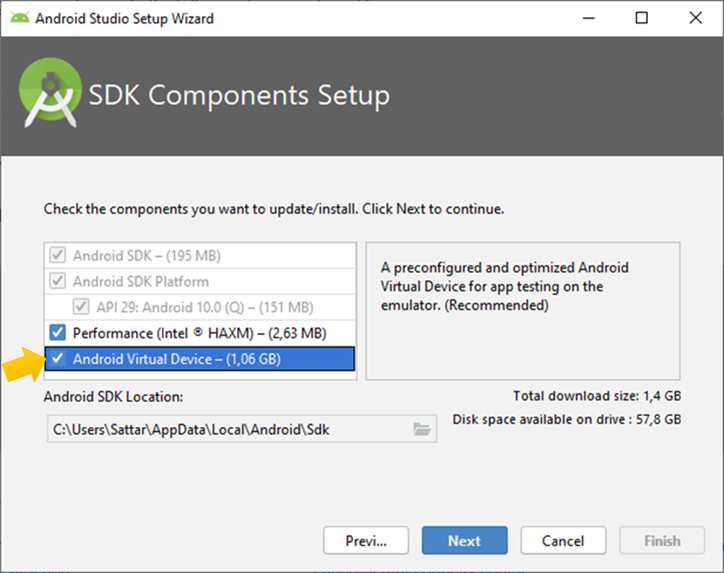 Android Studio Setup Wizard
SDK Components Setup
Check the components you want to update/install. Click Next to continue.
Android SDK – (195 MB)
Android SDK Platform
API 29: Android 10.0 (Q) – (151 MB)
Performance (Intel ® HAXM) – (2,63 MB)
Android Virtual Device – (1,06 GB)
A preconfigured and optimized Android
Virtual Device for app testing on the
emulator. (Recommended)
Android SDK Location:
Total download size: 1,4 GB
Disk space available on drive : 57,8 GB
C:\Users\Sattar\AppData\Local\Android\Sdk
Previ...
Next
Cancel
Finish